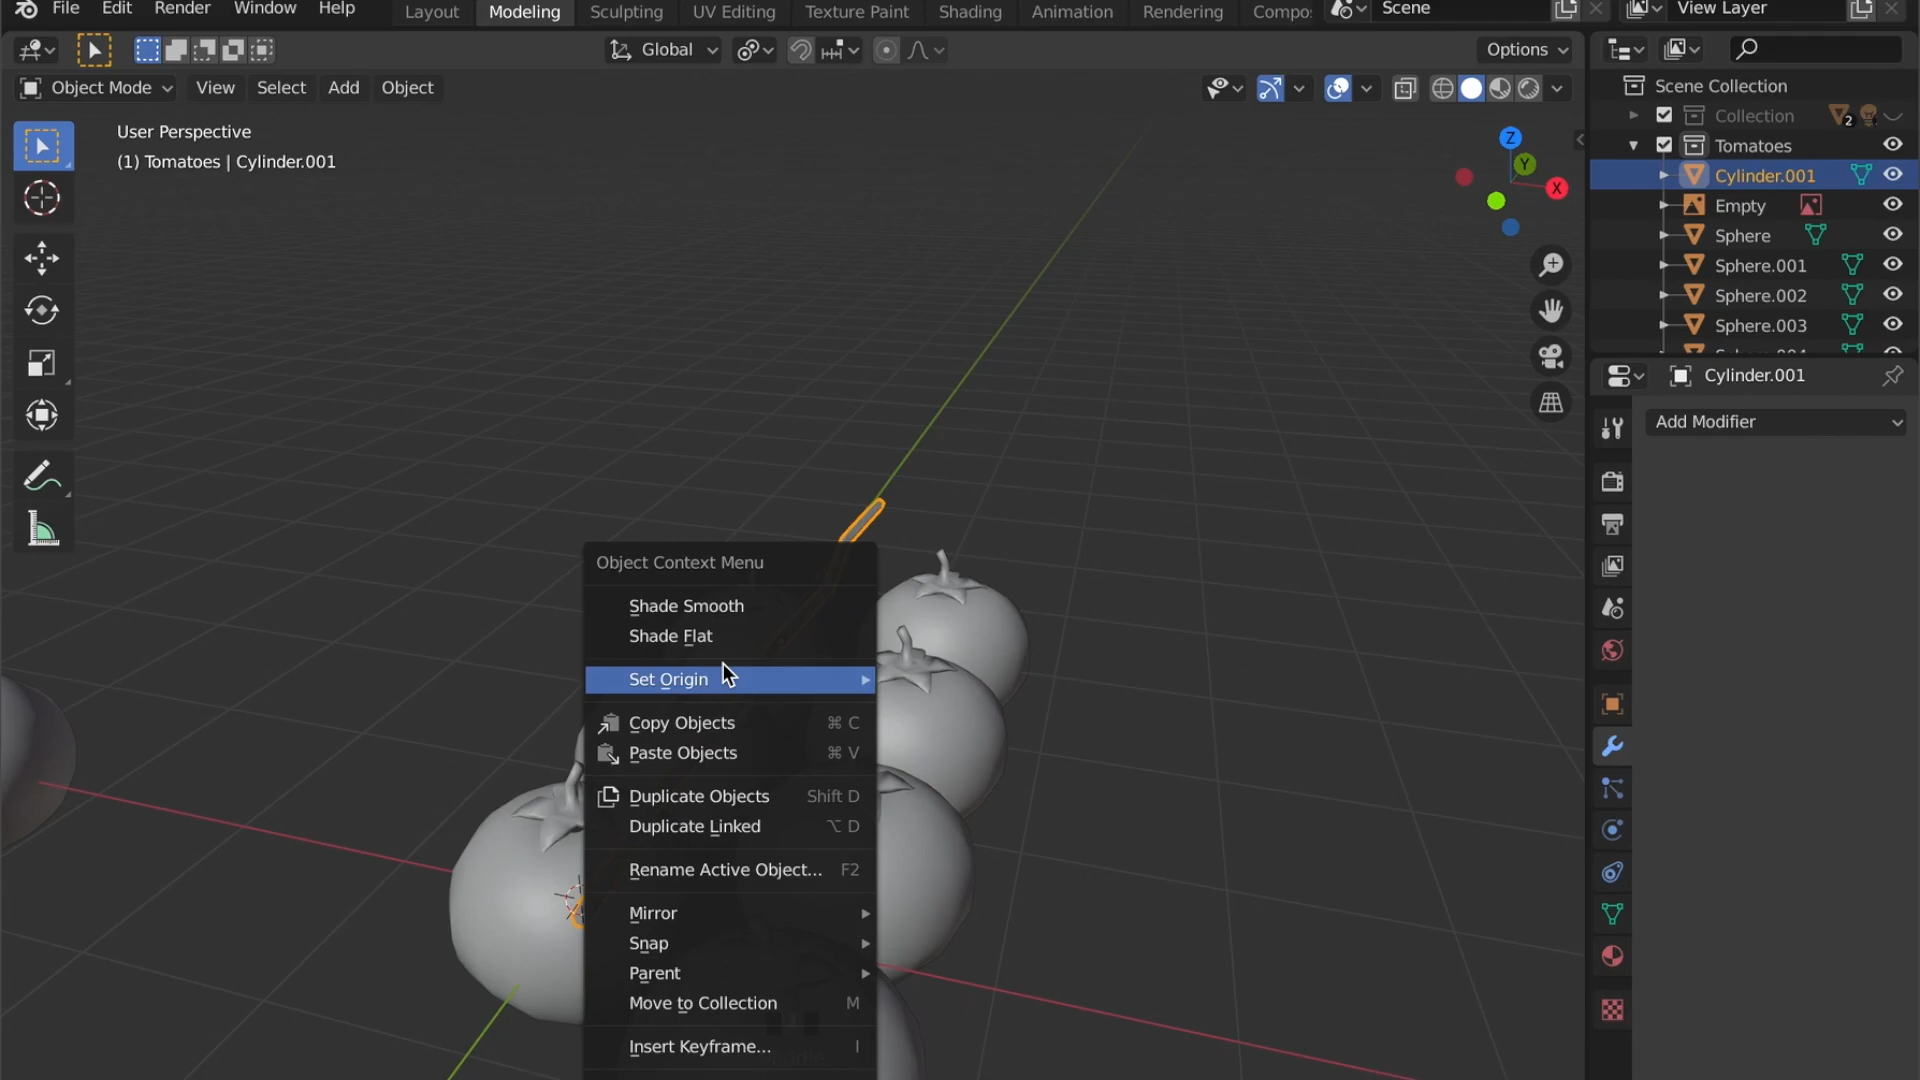 File Edit Render Window Help
Layout Modeling Sculpting UV Editing Texture Paint Shading Animation Rendering Compo
Scene
View Layer
Global
Options
Object Mode View Select Add Object
User Perspective
(1) Tomatoes | Cylinder.001
Z
Y
X
Scene Collection
Collection 2
Tomatoes
Cylinder.001
Empty
Sphere
Sphere.001
Sphere.002
Sphere.003
Cylinder.001
Add Modifier
Object Context Menu
Shade Smooth
Shade Flat
Set Origin
Copy Objects ⌘ C
Paste Objects ⌘ V
Duplicate Objects Shift D
Duplicate Linked ⌥ D
Rename Active Object... F2
Mirror
Snap
Parent
Move to Collection M
Insert Keyframe... I